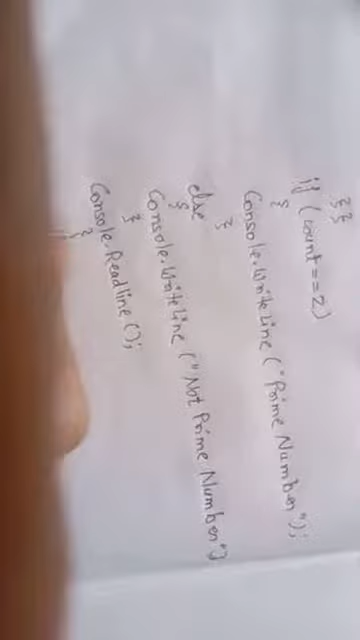 }}
if (count==2)
{
Console.WriteLine ("Prime Number");
}
else
{
Console.WriteLine ("Not Prime Number")
}
Console.Readline();
}